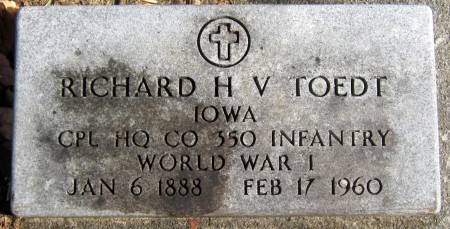 RICHARD H V TOEDT
IOWA
CPL HQ CO 350 INFANTRY
WORLD WAR I
JAN 6 1888 FEB 17 1960